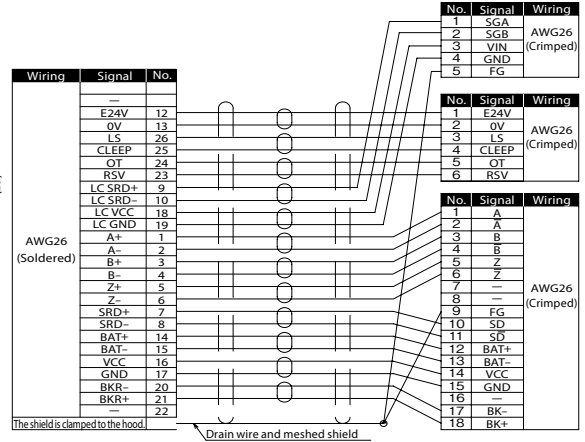 Wiring Signal No.
—
E24V 12
0V 13
LS 26
CLEEP 25
OT 24
RSV 23
LC SRD+ 9
LC SRD– 10
LC VCC 18
LC GND 19
A+ 1
A– 2
B+ 3
B– 4
Z+ 5
Z– 6
SRD+ 7
SRD– 8
BAT+ 14
BAT– 15
VCC 16
GND 17
BKR– 20
BKR+ 21
— 22
AWG26
(Soldered)
The shield is clamped to the hood.
Drain wire and meshed shield
No. Signal Wiring
1 SGA
2 SGB
3 VIN
4 GND
5 FG
AWG26
(Crimped)
No. Signal Wiring
1 E24V
2 0V
3 LS
4 CLEEP
5 OT
6 RSV
AWG26
(Crimped)
No. Signal Wiring
1 A
2 A̅
3 B
4 B̅
5 Z
6 Z̅
7 —
8 —
9 FG
10 SD
11 S̅D̅
12 BAT+
13 BAT–
14 VCC
15 GND
16 —
17 BK–
18 BK+
AWG26
(Crimped)